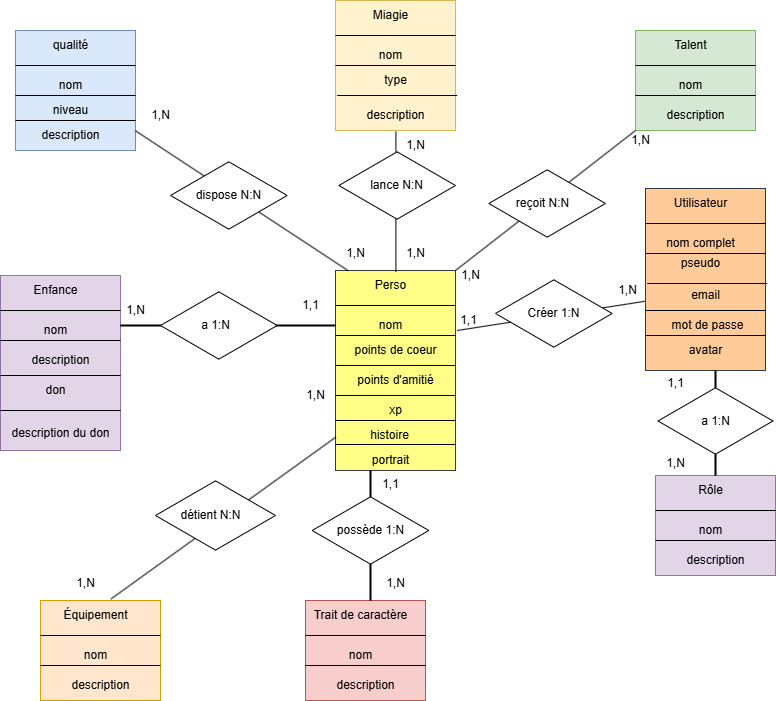 qualité
nom
niveau
description
1,N
dispose N:N
1,N
Miagie
nom
type
description
1,N
lance N:N
1,N
Talent
nom
description
1,N
reçoit N:N
1,N
Utilisateur
nom complet
pseudo
email
mot de passe
avatar
1,N
Créer 1:N
1,1
Perso
nom
points de coeur
points d'amitié
xp
histoire
portrait
Enfance
nom
description
don
description du don
1,N
a 1:N
1,1
1,1
a 1:N
1,N
Rôle
nom
description
1,N
détient N:N
1,N
Équipement
nom
description
1,1
possède 1:N
1,N
Trait de caractère
nom
description